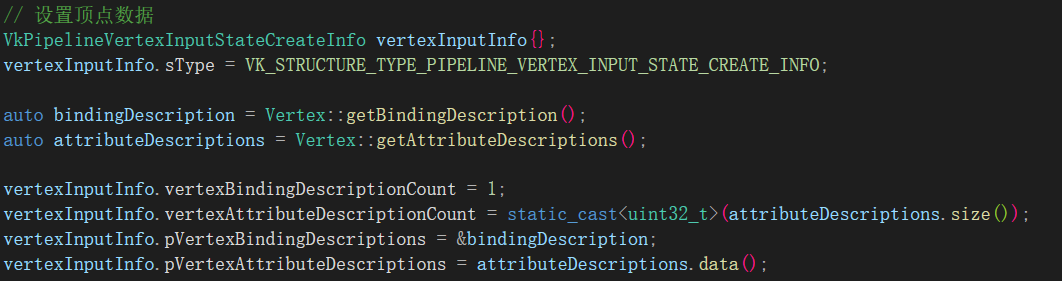 // 设置顶点数据
VkPipelineVertexInputStateCreateInfo vertexInputInfo{};
vertexInputInfo.sType = VK_STRUCTURE_TYPE_PIPELINE_VERTEX_INPUT_STATE_CREATE_INFO;
auto bindingDescription = Vertex::getBindingDescription();
auto attributeDescriptions = Vertex::getAttributeDescriptions();
vertexInputInfo.vertexBindingDescriptionCount = 1;
vertexInputInfo.vertexAttributeDescriptionCount = static_cast<uint32_t>(attributeDescriptions.size());
vertexInputInfo.pVertexBindingDescriptions = &bindingDescription;
vertexInputInfo.pVertexAttributeDescriptions = attributeDescriptions.data();